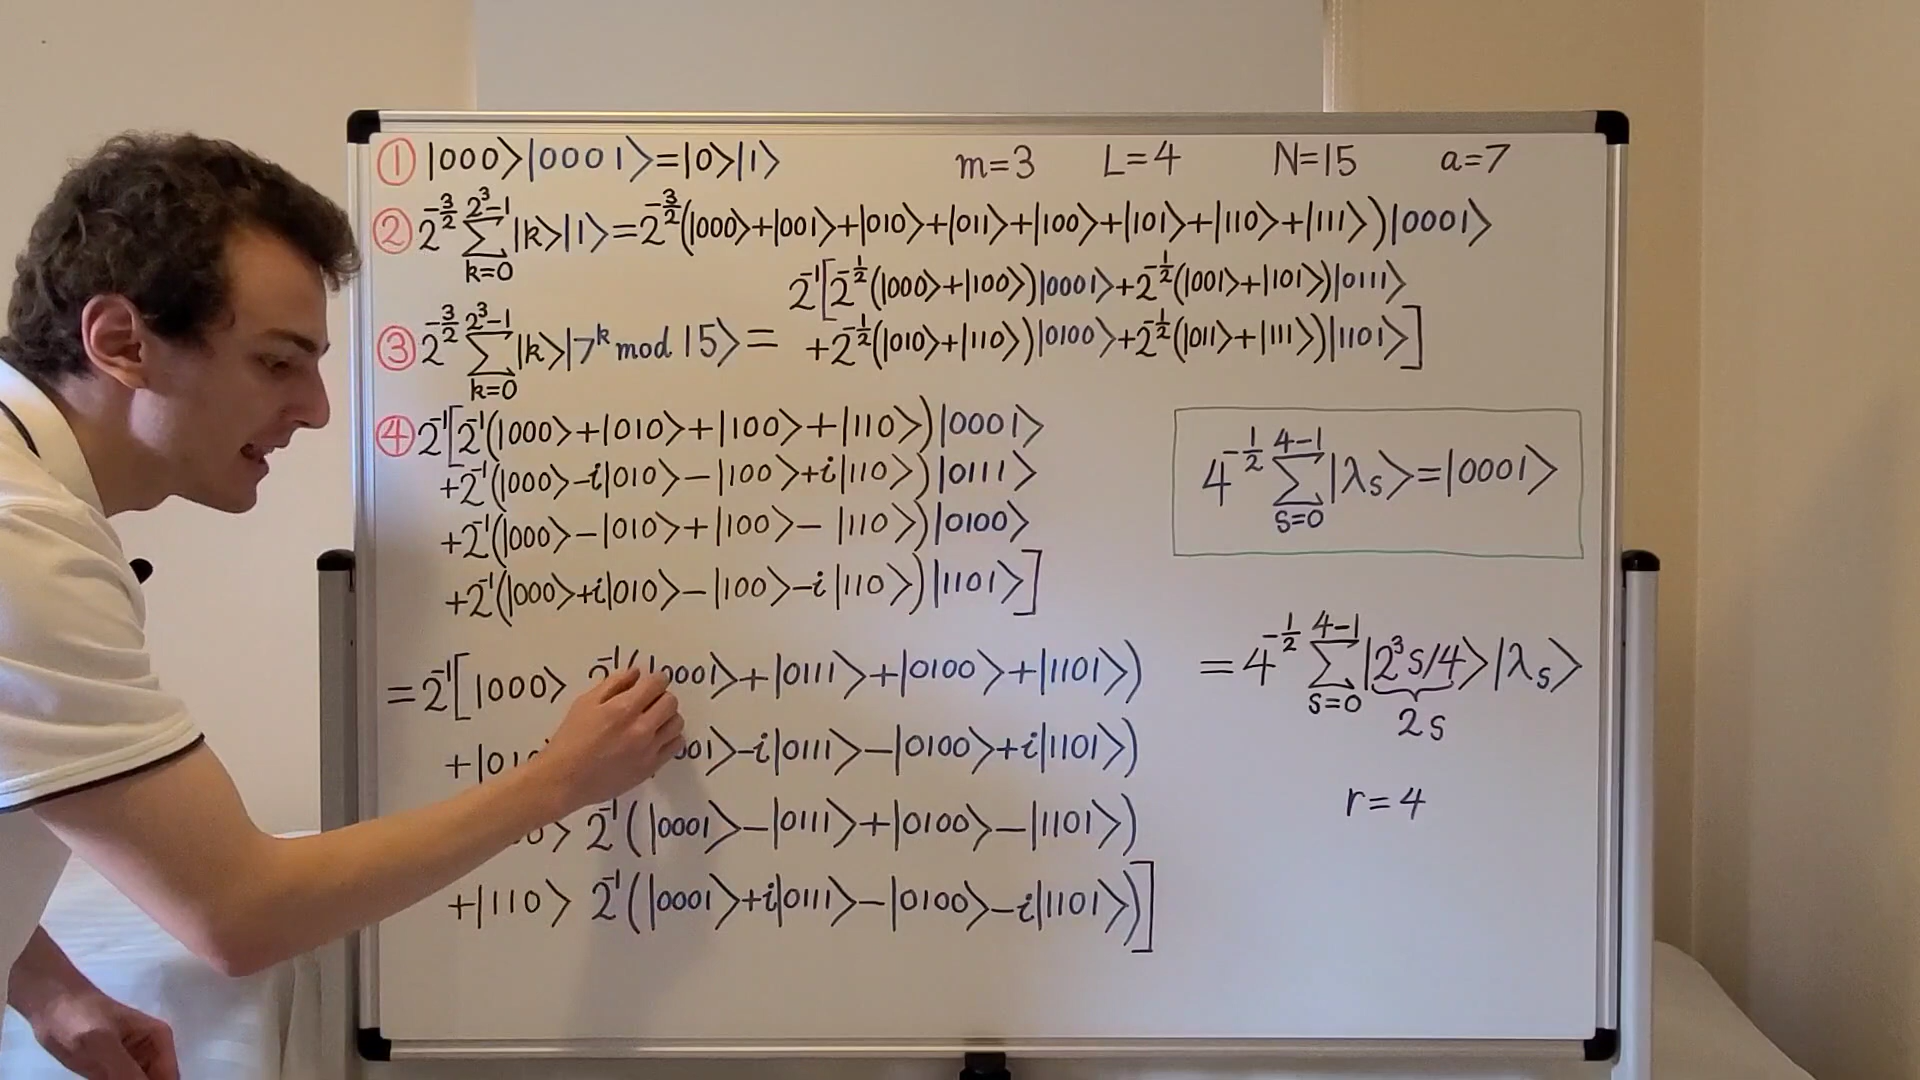 ① |000⟩|0001⟩=|0⟩|1⟩ m=3 L=4 N=15 a=7
② 2^{-3/2} ∑_{k=0}^{2^3-1} |k⟩|1⟩=2^{-3/2}(|000⟩+|001⟩+|010⟩+|011⟩+|100⟩+|101⟩+|110⟩+|111⟩)|0001⟩
③ 2^{-3/2} ∑_{k=0}^{2^3-1} |k⟩|7^k mod 15⟩ = 2^{-1}[2^{-1/2}(|000⟩+|100⟩)|0001⟩+2^{-1/2}(|001⟩+|101⟩)|0111⟩
+2^{-1/2}(|010⟩+|110⟩)|0100⟩+2^{-1/2}(|011⟩+|111⟩)|1101⟩]
④ 2^{-1}[2^{-1}(|000⟩+|010⟩+|100⟩+|110⟩)|0001⟩
+2^{-1}(|000⟩-i|010⟩-|100⟩+i|110⟩)|0111⟩
+2^{-1}(|000⟩-|010⟩+|100⟩-|110⟩)|0100⟩
+2^{-1}(|000⟩+i|010⟩-|100⟩-i|110⟩)|1101⟩]
=2^{-1}[|000⟩ 2^{-1}(|0001⟩+|0111⟩+|0100⟩+|1101⟩)
+|010 01⟩-i|0111⟩-|0100⟩+i|1101⟩)
0⟩ 2^{-1}(|0001⟩-|0111⟩+|0100⟩-|1101⟩)
+|110⟩ 2^{-1}(|0001⟩+i|0111⟩-|0100⟩-i|1101⟩)]
4^{-1/2} ∑_{s=0}^{4-1} |λ_s⟩=|0001⟩
=4^{-1/2} ∑_{s=0}^{4-1} |2^3 s/4⟩|λ_s⟩
2s
r=4